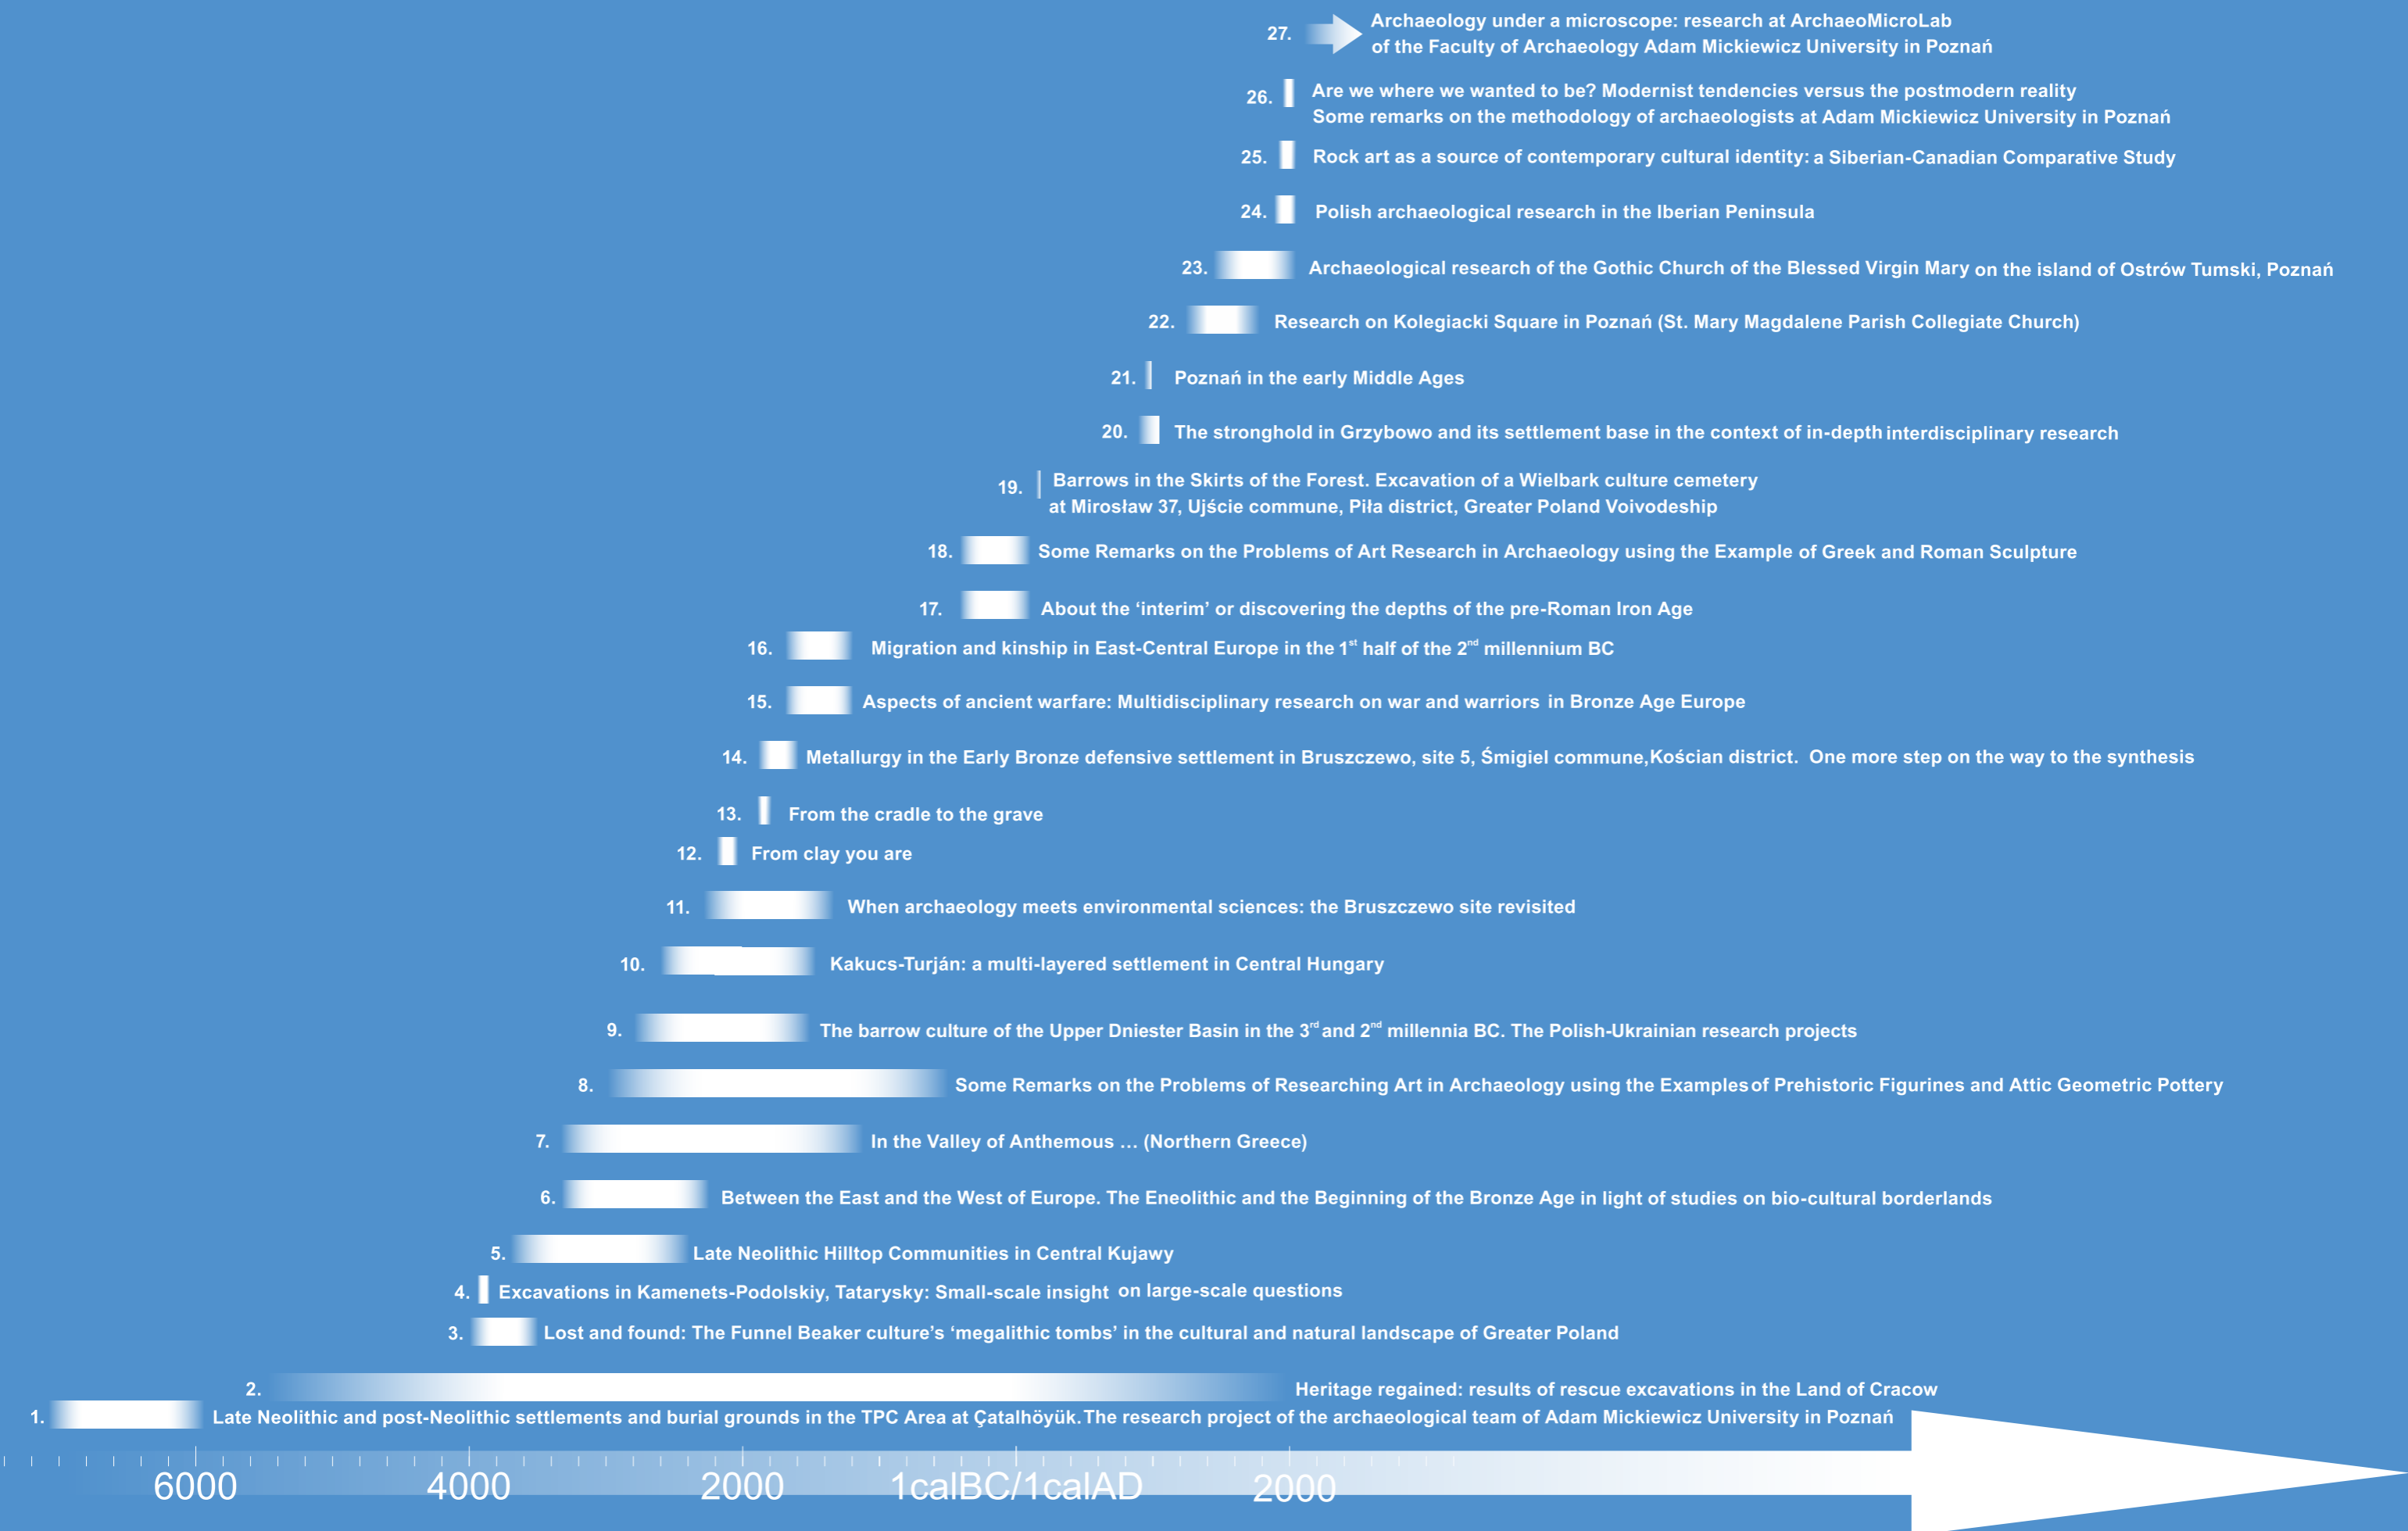 27. Archaeology under a microscope: research at ArchaeoMicroLab
of the Faculty of Archaeology Adam Mickiewicz University in Poznań
26. Are we where we wanted to be? Modernist tendencies versus the postmodern reality
Some remarks on the methodology of archaeologists at Adam Mickiewicz University in Poznań
25. Rock art as a source of contemporary cultural identity: a Siberian-Canadian Comparative Study
24. Polish archaeological research in the Iberian Peninsula
23. Archaeological research of the Gothic Church of the Blessed Virgin Mary on the island of Ostrów Tumski, Poznań
22. Research on Kolegiacki Square in Poznań (St. Mary Magdalene Parish Collegiate Church)
21. Poznań in the early Middle Ages
20. The stronghold in Grzybowo and its settlement base in the context of in-depth interdisciplinary research
19. Barrows in the Skirts of the Forest. Excavation of a Wielbark culture cemetery
at Mirosław 37, Ujście commune, Piła district, Greater Poland Voivodeship
18. Some Remarks on the Problems of Art Research in Archaeology using the Example of Greek and Roman Sculpture
17. About the ‘interim’ or discovering the depths of the pre-Roman Iron Age
16. Migration and kinship in East-Central Europe in the 1st half of the 2nd millennium BC
15. Aspects of ancient warfare: Multidisciplinary research on war and warriors in Bronze Age Europe
14. Metallurgy in the Early Bronze defensive settlement in Bruszczewo, site 5, Śmigiel commune, Kościan district. One more step on the way to the synthesis
13. From the cradle to the grave
12. From clay you are
11. When archaeology meets environmental sciences: the Bruszczewo site revisited
10. Kakucs-Turján: a multi-layered settlement in Central Hungary
9. The barrow culture of the Upper Dniester Basin in the 3rd and 2nd millennia BC. The Polish-Ukrainian research projects
8. Some Remarks on the Problems of Researching Art in Archaeology using the Examples of Prehistoric Figurines and Attic Geometric Pottery
7. In the Valley of Anthemous … (Northern Greece)
6. Between the East and the West of Europe. The Eneolithic and the Beginning of the Bronze Age in light of studies on bio-cultural borderlands
5. Late Neolithic Hilltop Communities in Central Kujawy
4. Excavations in Kamenets-Podolskiy, Tatarysky: Small-scale insight on large-scale questions
3. Lost and found: The Funnel Beaker culture’s ‘megalithic tombs’ in the cultural and natural landscape of Greater Poland
2. Heritage regained: results of rescue excavations in the Land of Cracow
1. Late Neolithic and post-Neolithic settlements and burial grounds in the TPC Area at Çatalhöyük. The research project of the archaeological team of Adam Mickiewicz University in Poznań
6000 4000 2000 1calBC/1calAD 2000